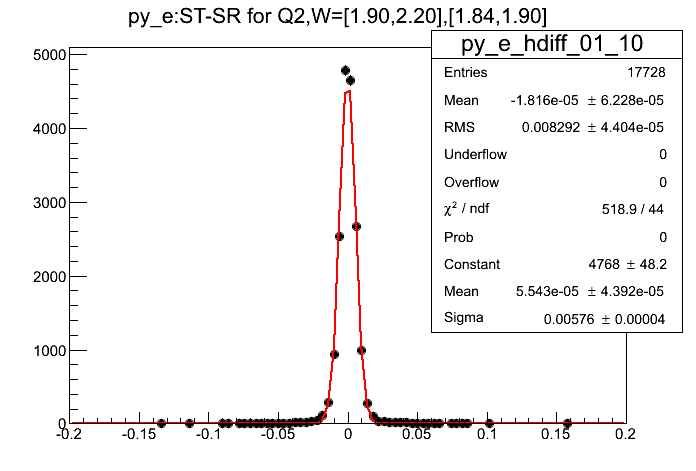 py_e:ST-SR for Q2,W=[1.90,2.20],[1.84,1.90]
py_e_hdiff_01_10
Entries 17728
Mean -1.816e-05 ± 6.228e-05
RMS 0.008292 ± 4.404e-05
Underflow 0
Overflow 0
χ² / ndf 518.9 / 44
Prob 0
Constant 4768 ± 48.2
Mean 5.543e-05 ± 4.392e-05
Sigma 0.00576 ± 0.00004
5000
4000
3000
2000
1000
0
-0.2 -0.15 -0.1 -0.05 0 0.05 0.1 0.15 0.2